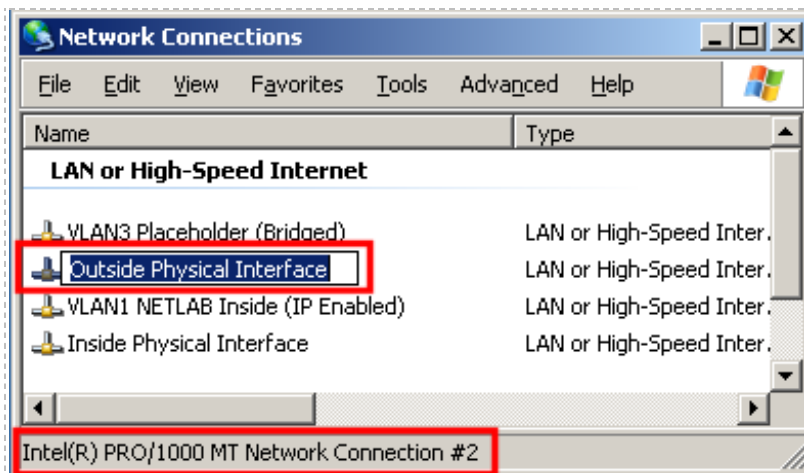 Network Connections
File Edit View Favorites Tools Advanced Help
Name Type
LAN or High-Speed Internet
VLAN3 Placeholder (Bridged) LAN or High-Speed Inter.
Outside Physical Interface LAN or High-Speed Inter.
VLAN1 NETLAB Inside (IP Enabled) LAN or High-Speed Inter.
Inside Physical Interface LAN or High-Speed Inter.
Intel(R) PRO/1000 MT Network Connection #2